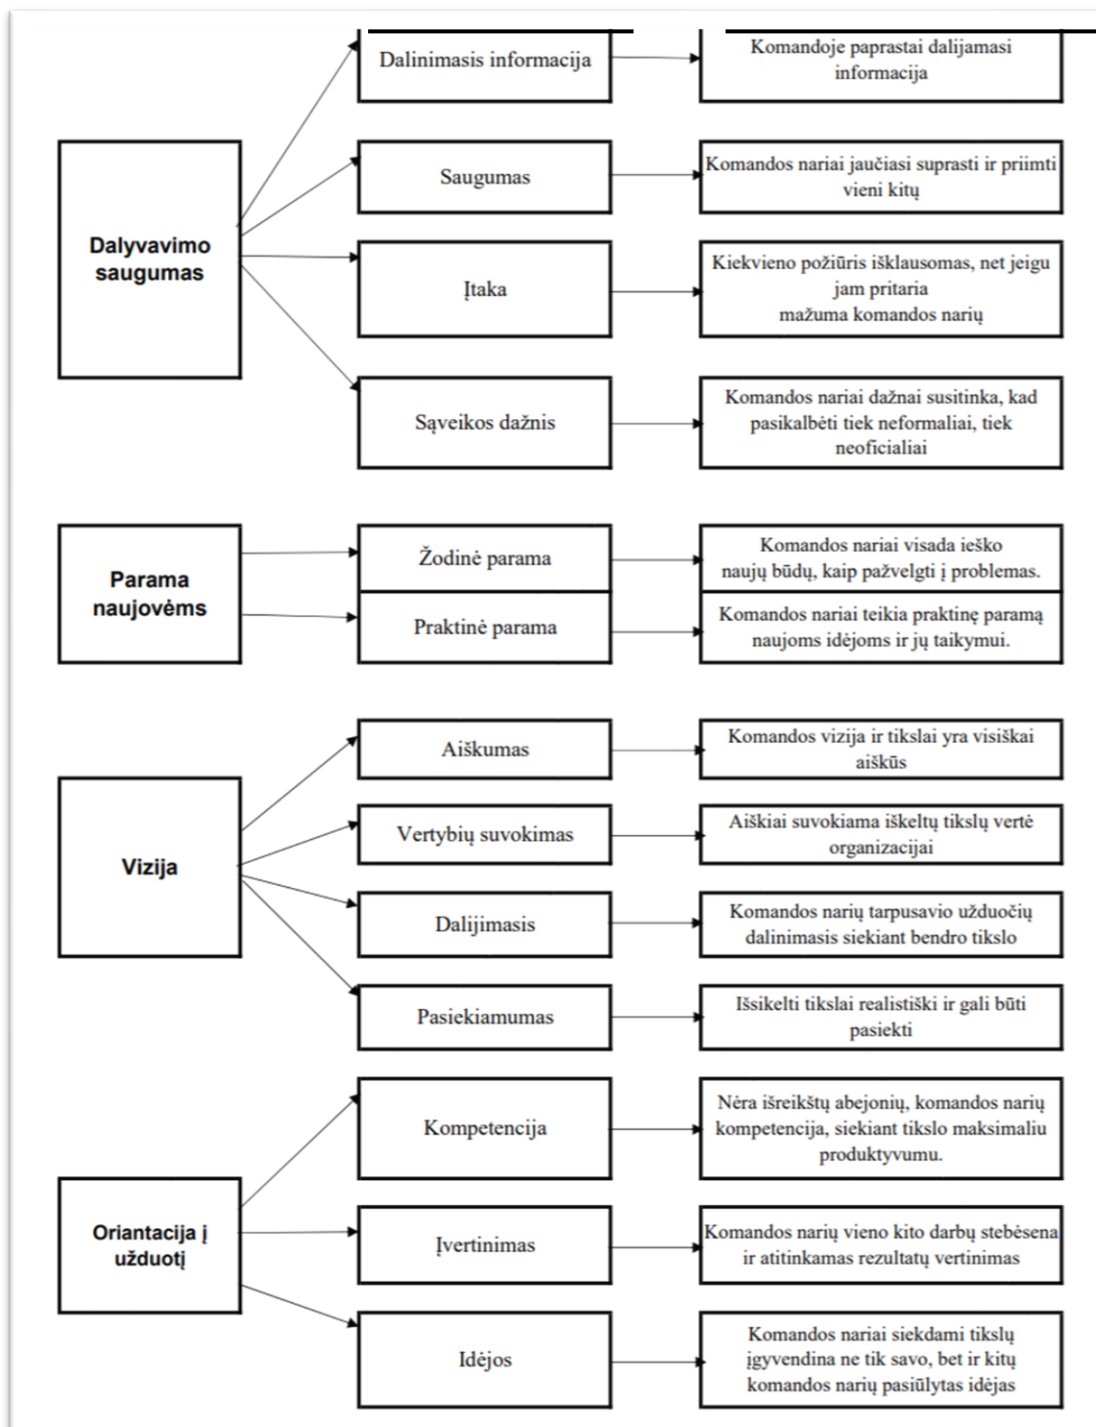 Dalinimasis informacija
Komandoje paprastai dalijamasi
informacija
Dalyvavimo
saugumas
Saugumas
Komandos nariai jaučiasi suprasti ir priimti
vieni kitų
Įtaka
Kiekvieno požiūris išklausomas, net jeigu
jam pritaria
mažuma komandos narių
Sąveikos dažnis
Komandos nariai dažnai susitinka, kad
pasikalbėti tiek neformaliai, tiek
neoficialiai
Parama
naujovėms
Žodinė parama
Komandos nariai visada ieško
naujų būdų, kaip pažvelgti į problemas.
Praktinė parama
Komandos nariai teikia praktinę paramą
naujoms idėjoms ir jų taikymui.
Vizija
Aiškumas
Komandos vizija ir tikslai yra visiškai
aiškūs
Vertybių suvokimas
Aiškiai suvokiama iškeltų tikslų vertė
organizacijai
Dalijimasis
Komandos narių tarpusavio užduočių
dalinimasis siekiant bendro tikslo
Pasiekiamumas
Išsikelti tikslai realistiški ir gali būti
pasiekti
Oriantacija į
užduotį
Kompetencija
Nėra išreikštų abejonių, komandos narių
kompetencija, siekiant tikslo maksimaliu
produktyvumu.
Įvertinimas
Komandos narių vieno kito darbų stebėsena
ir atitinkamas rezultatų vertinimas
Idėjos
Komandos nariai siekdami tikslų
įgyvendina ne tik savo, bet ir kitų
komandos narių pasiūlytas idėjas